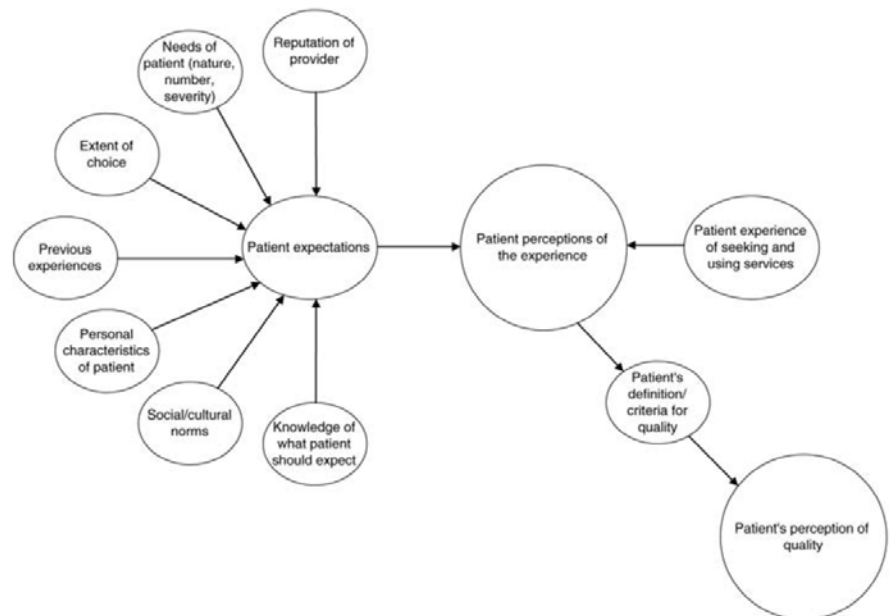 Needs of
patient (nature,
number,
severity)
Reputation of
provider
Extent of
choice
Previous
experiences
Patient expectations
Patient perceptions of
the experience
Patient experience
of seeking and
using services
Personal
characteristics
of patient
Social/cultural
norms
Knowledge of
what patient
should expect
Patient's
definition/
criteria for
quality
Patient's perception of
quality